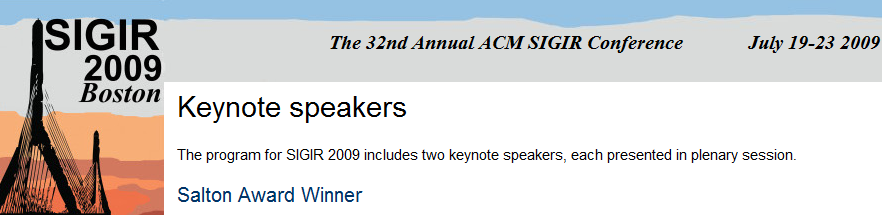 SIGIR
2009
Boston
The 32nd Annual ACM SIGIR Conference July 19-23 2009
Keynote speakers
The program for SIGIR 2009 includes two keynote speakers, each presented in plenary session.
Salton Award Winner